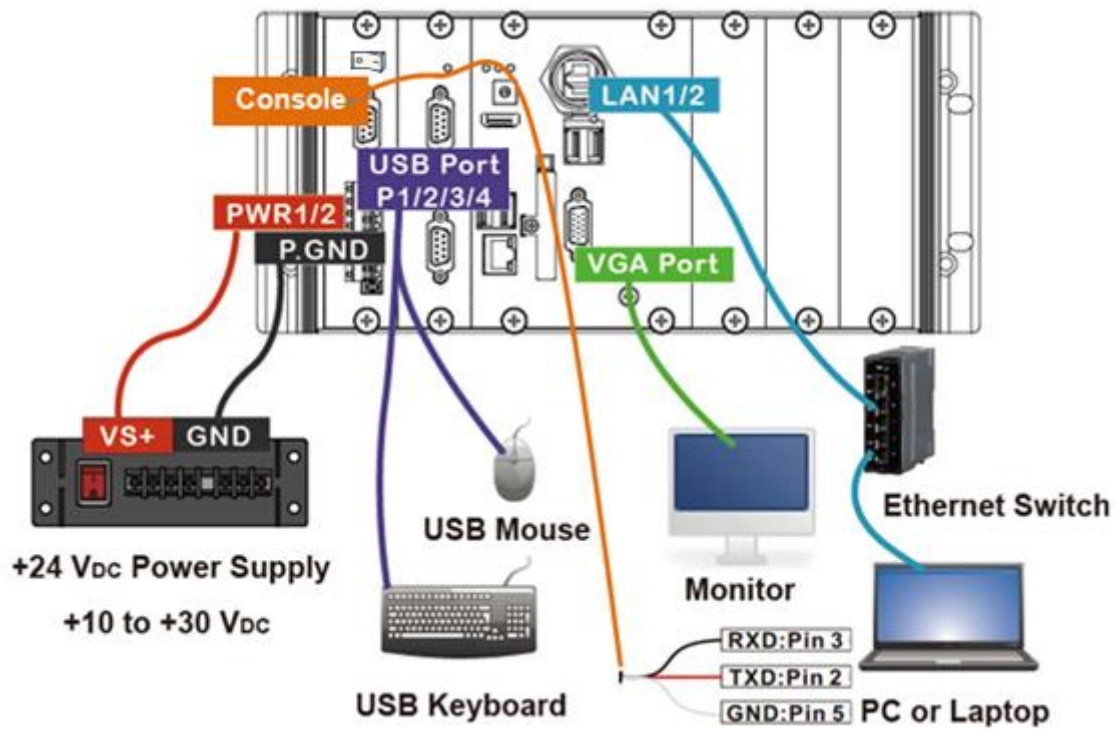 Console
LAN1/2
USB Port
P1/2/3/4
PWR1/2
P.GND
VGA Port
VS+ GND
Ethernet Switch
USB Mouse
+24 VDC Power Supply
Monitor
+10 to +30 VDC
RXD:Pin 3
TXD:Pin 2
USB Keyboard
GND:Pin 5
PC or Laptop